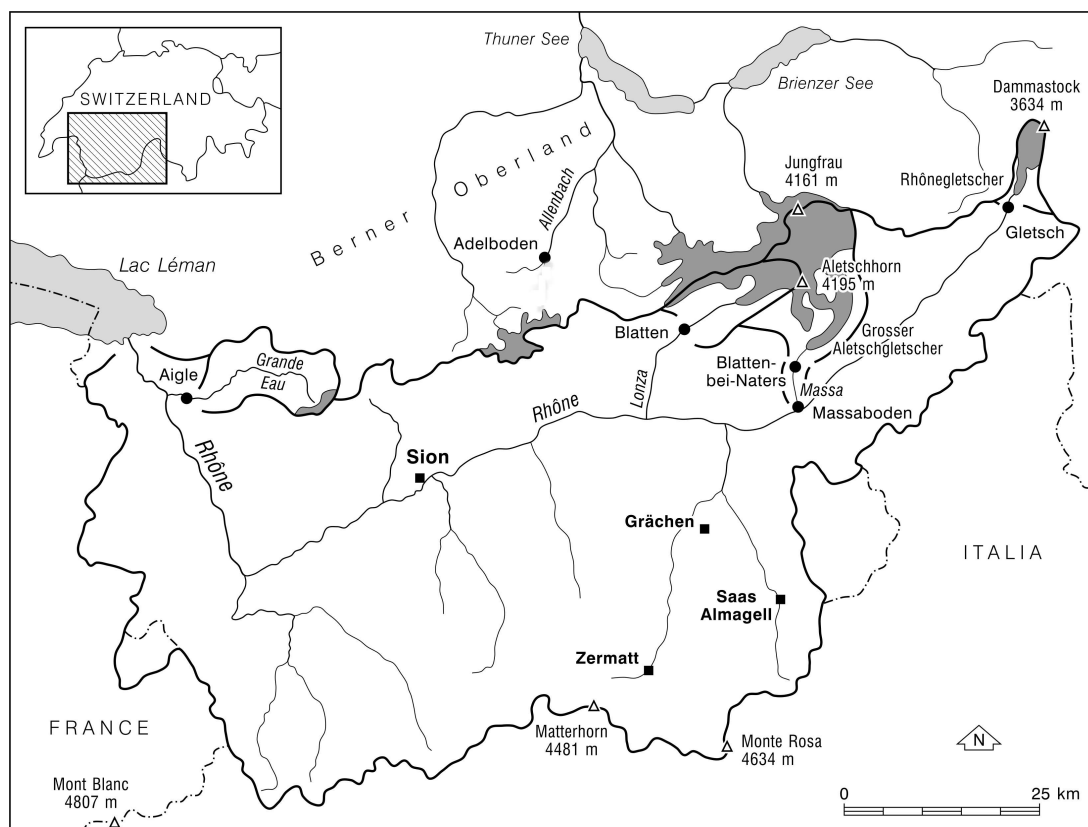 Thuner See
Brienzer See
Dammastock
3634 m
SWITZERLAND
Jungfrau
4161 m
Rhônegletscher
Berner Oberland
Allenbach
Adelboden
Gletsch
Lac Léman
Aletschhorn
4195 m
Blatten
Grosser
Aletschgletscher
Grande
Eau
Aigle
Blatten-
bei-Naters
Lonza
Massa
Massaboden
Rhône
Rhône
Sion
Grächen
ITALIA
Saas
Almagell
Zermatt
FRANCE
Matterhorn
4481 m
Monte Rosa
4634 m
N
Mont Blanc
4807 m
0
25 km